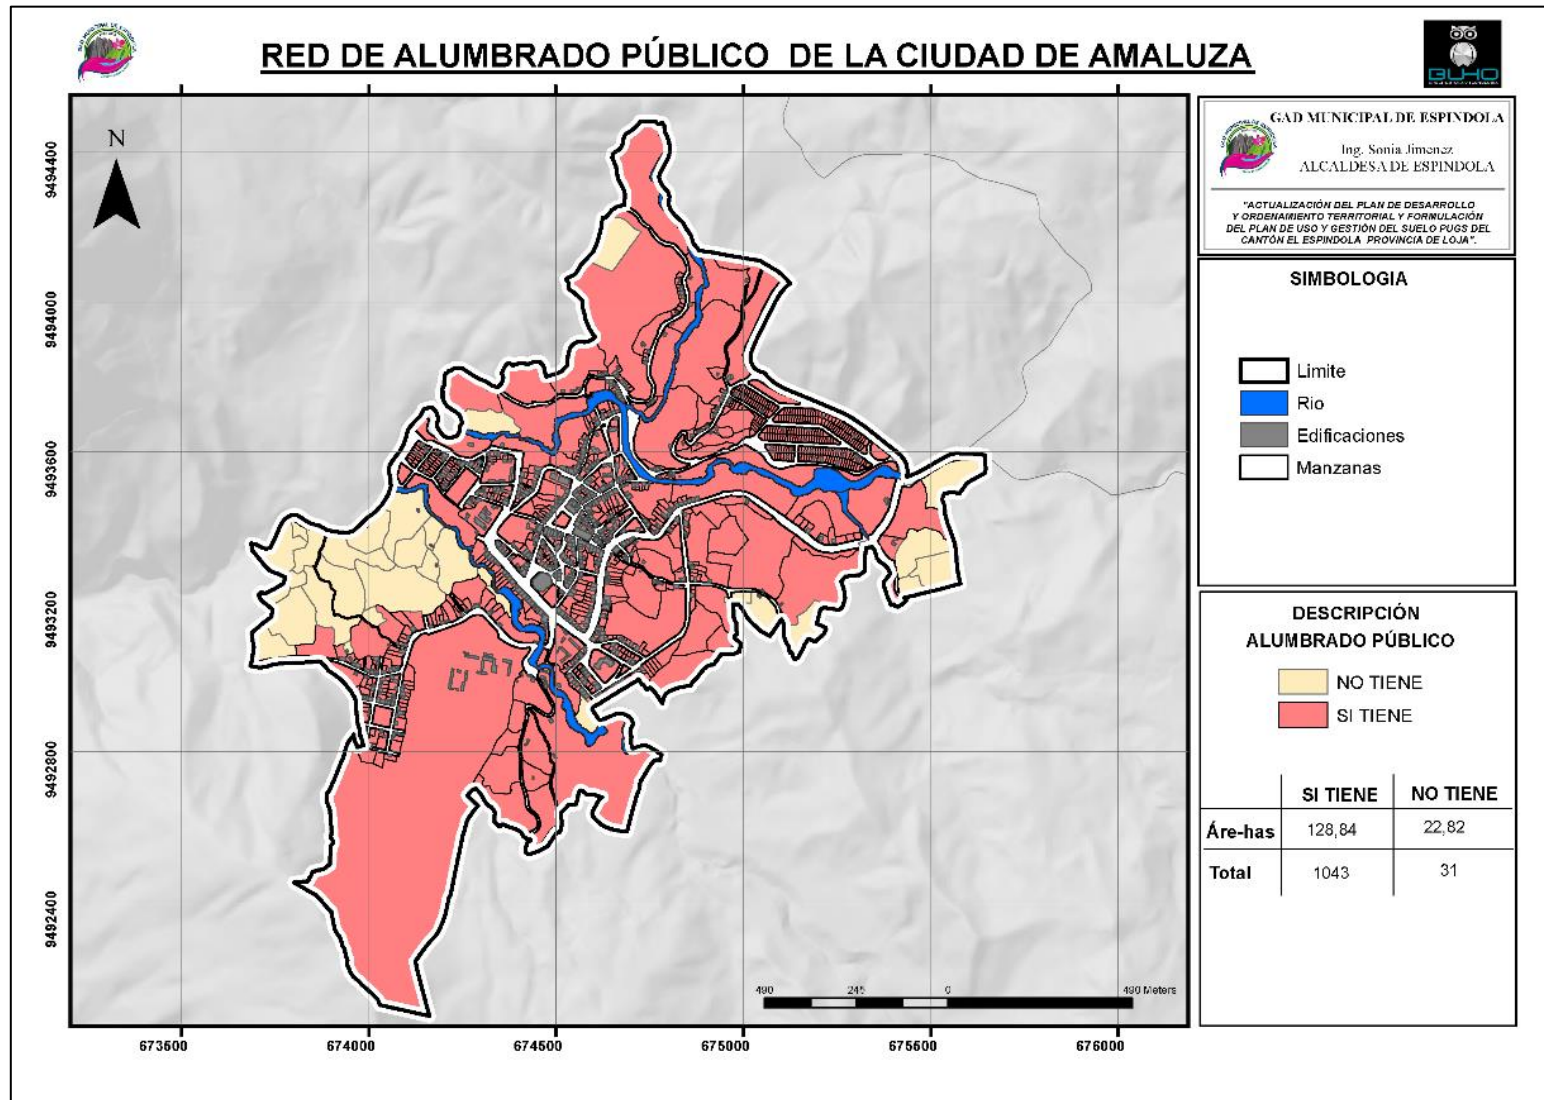 RED DE ALUMBRADO PÚBLICO DE LA CIUDAD DE AMALUZA
BUHO
GAD MUNICIPAL DE ESPINDOLA
Ing. Sonia Jimenez
ALCALDESA DE ESPINDOLA
"ACTUALIZACIÓN DEL PLAN DE DESARROLLO
Y ORDENAMIENTO TERRITORIAL Y FORMULACIÓN
DEL PLAN DE USO Y GESTIÓN DEL SUELO PUGS DEL
CANTÓN EL ESPINDOLA PROVINCIA DE LOJA".
SIMBOLOGIA
Limite
Rio
Edificaciones
Manzanas
DESCRIPCIÓN
ALUMBRADO PÚBLICO
NO TIENE
SI TIENE
SI TIENE NO TIENE
Áre-has 128,84 22,82
Total 1043 31
N
9494400
9494000
9493600
9493200
9492800
9492400
490 245 0 490 Meters
673500 674000 674500 675000 675500 676000